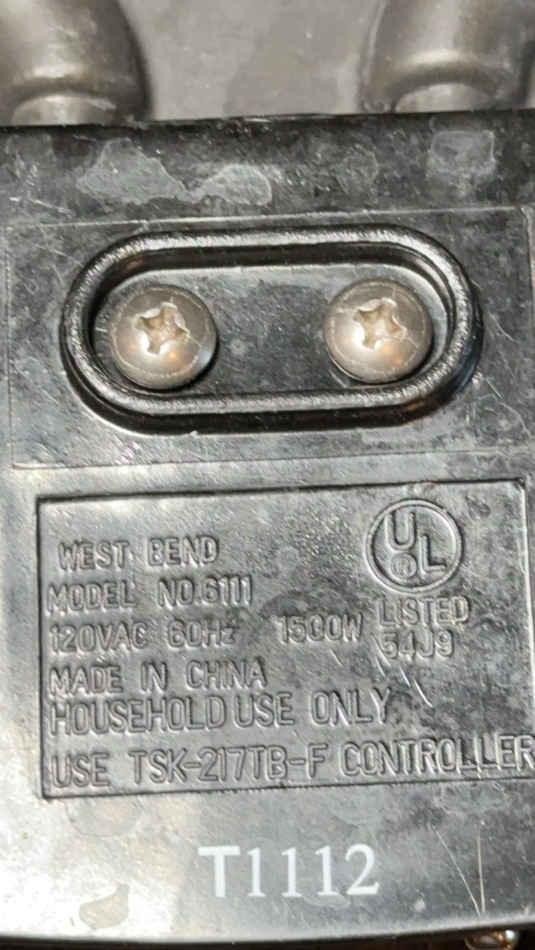 WEST BEND
UL
MODEL NO.6111
120VAC 60Hz 1500W LISTED
54J9
MADE IN CHINA
HOUSEHOLD USE ONLY
USE TSK-217TB-F CONTROLLER
T1112